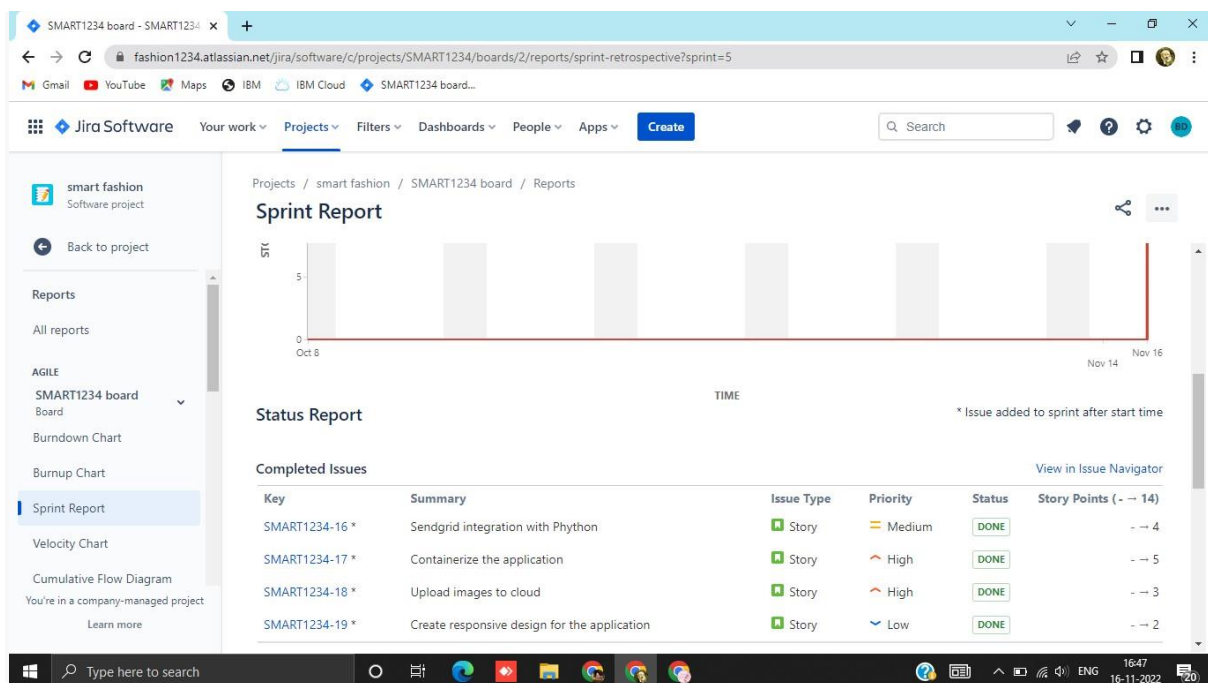 SMART1234 board - SMART1234
fashion1234.atlassian.net/jira/software/c/projects/SMART1234/boards/2/reports/sprint-retrospective?sprint=5
Gmail YouTube Maps IBM IBM Cloud SMART1234 board...
Jira Software Your work Projects Filters Dashboards People Apps Create Search BD
smart fashion
Software project
Back to project
Reports
All reports
AGILE
SMART1234 board
Board
Burndown Chart
Burnup Chart
Sprint Report
Velocity Chart
Cumulative Flow Diagram
You're in a company-managed project
Learn more
Projects / smart fashion / SMART1234 board / Reports
Sprint Report
5
0
Oct 8
Nov 14
Nov 16
TIME
Status Report
* Issue added to sprint after start time
Completed Issues View in Issue Navigator
Key Summary Issue Type Priority Status Story Points (- → 14)
SMART1234-16 * Sendgrid integration with Phython Story Medium DONE - → 4
SMART1234-17 * Containerize the application Story High DONE - → 5
SMART1234-18 * Upload images to cloud Story High DONE - → 3
SMART1234-19 * Create responsive design for the application Story Low DONE - → 2
Type here to search
ENG
16:47
16-11-2022
20